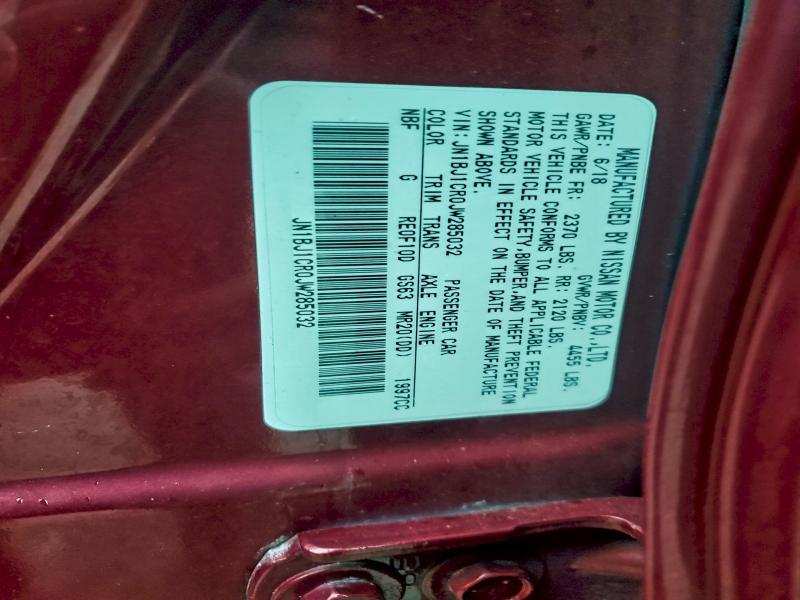 MANUFACTURED BY NISSAN MOTOR CO.,LTD.
DATE: 6/18 GVWR/PNBV: 4455 LBS.
GAWR/PNBE FR: 2370 LBS. RR: 2120 LBS.
THIS VEHICLE CONFORMS TO ALL APPLICABLE FEDERAL
MOTOR VEHICLE SAFETY,BUMPER,AND THEFT PREVENTION
STANDARDS IN EFFECT ON THE DATE OF MANUFACTURE
SHOWN ABOVE.
VIN:JN1BJ1CR0JW285032 PASSENGER CAR
COLOR TRIM TRANS AXLE ENGINE
NBF G RE0F10D GS63 MR20(DD) 1997CC
JN1BJ1CR0JW285032